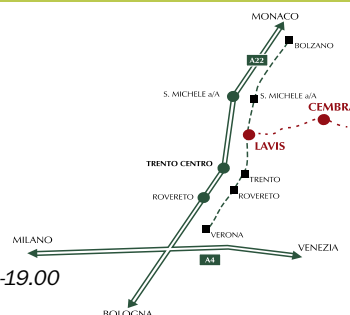 MONACO
BOLZANO
A22
S. MICHELE a/A
S. MICHELE a/A
CEMBRA
LAVIS
TRENTO CENTRO
TRENTO
ROVERETO
ROVERETO
VERONA
MILANO
VENEZIA
A4
-19.00
BOLOGNA